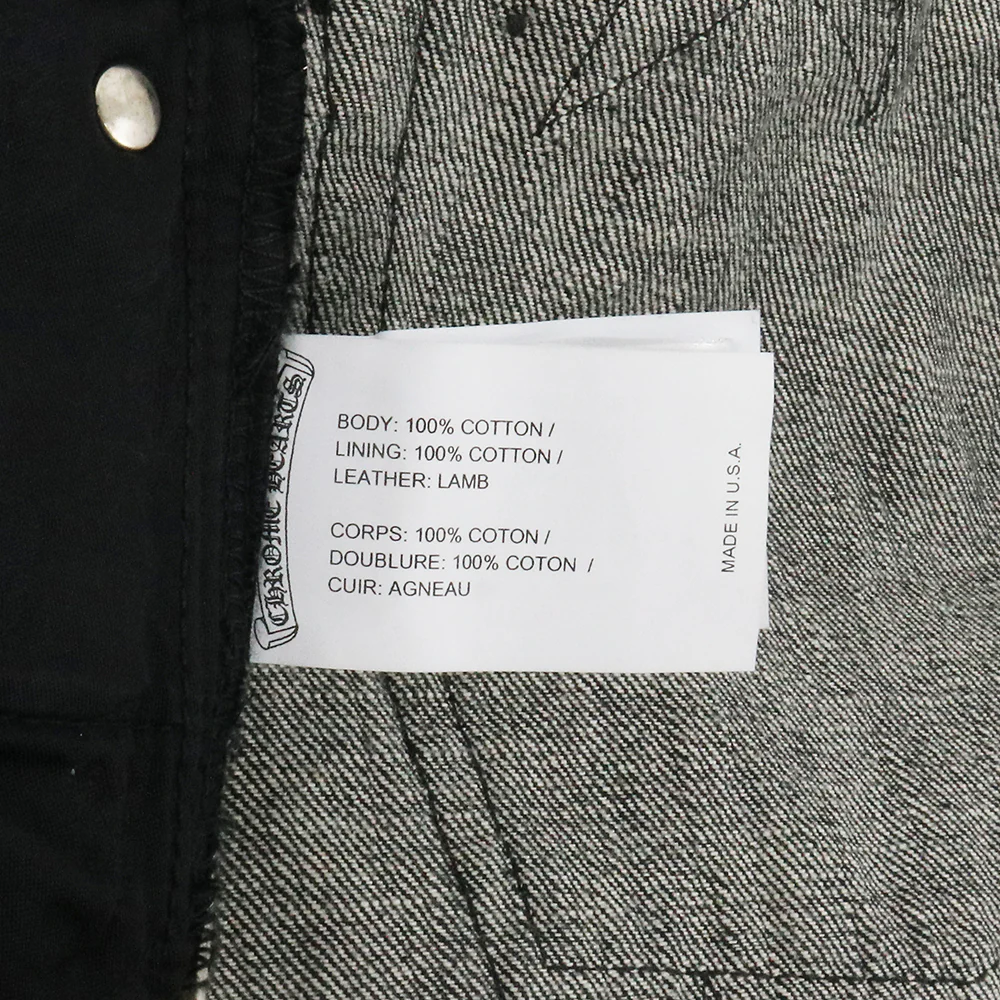 CHROME HEARTS
BODY: 100% COTTON /
LINING: 100% COTTON /
LEATHER: LAMB
CORPS: 100% COTON /
DOUBLURE: 100% COTON /
CUIR: AGNEAU
MADE IN U.S.A.